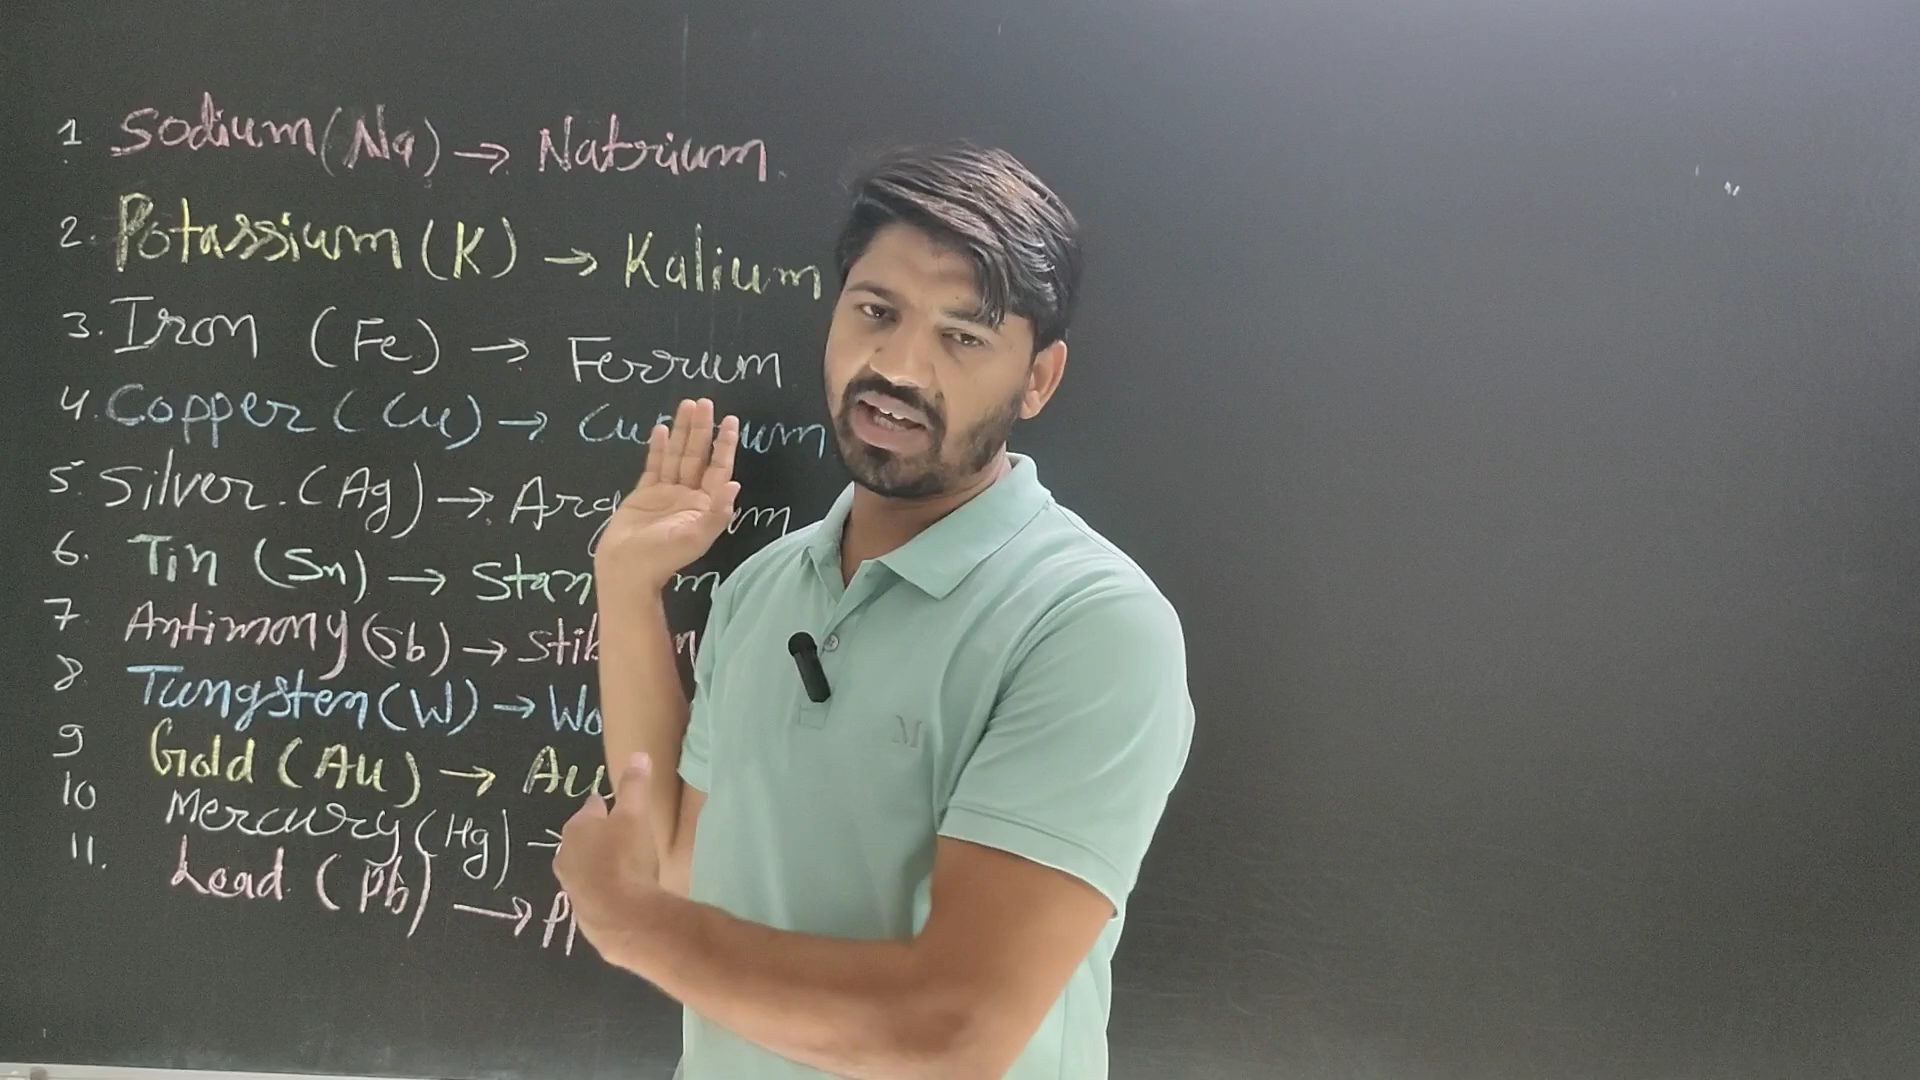 1. Sodium (Na) → Natrium
2. Potassium (K) → Kalium
3. Iron (Fe) → Ferrum
4. Copper (Cu) →
5. Silver. (Ag) →
6. Tin (Sn) →
7. Antimony (Sb) →
8 Tungsten (W) →
9 Gold (Au) →
10 Mercury (Hg) →
11. Lead (Pb) →
M